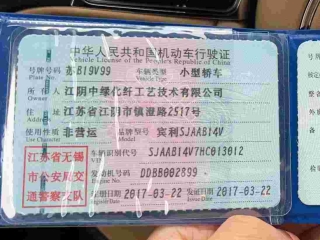 中华人民共和国机动车行驶证
Vehicle License of the People's Republic of China
号牌号码 苏B19V99 车辆类型 小型轿车
Plate No. Vehicle Type
所有人 江阴中绿化纤工艺技术有限公司
Owner
住址 江苏省江阴市镇澄路2517号
Address
使用性质 非营运 品牌型号 宾利SJAAB14V
Use Character Model
江苏省无锡
市公安局交
通警察支队
车辆识别代号 SJAAB14V7HC013012
VIN
发动机号码 DDBB002899
Engine No.
注册日期 2017-03-22 发证日期 2017-03-22
Register Date Issue Date